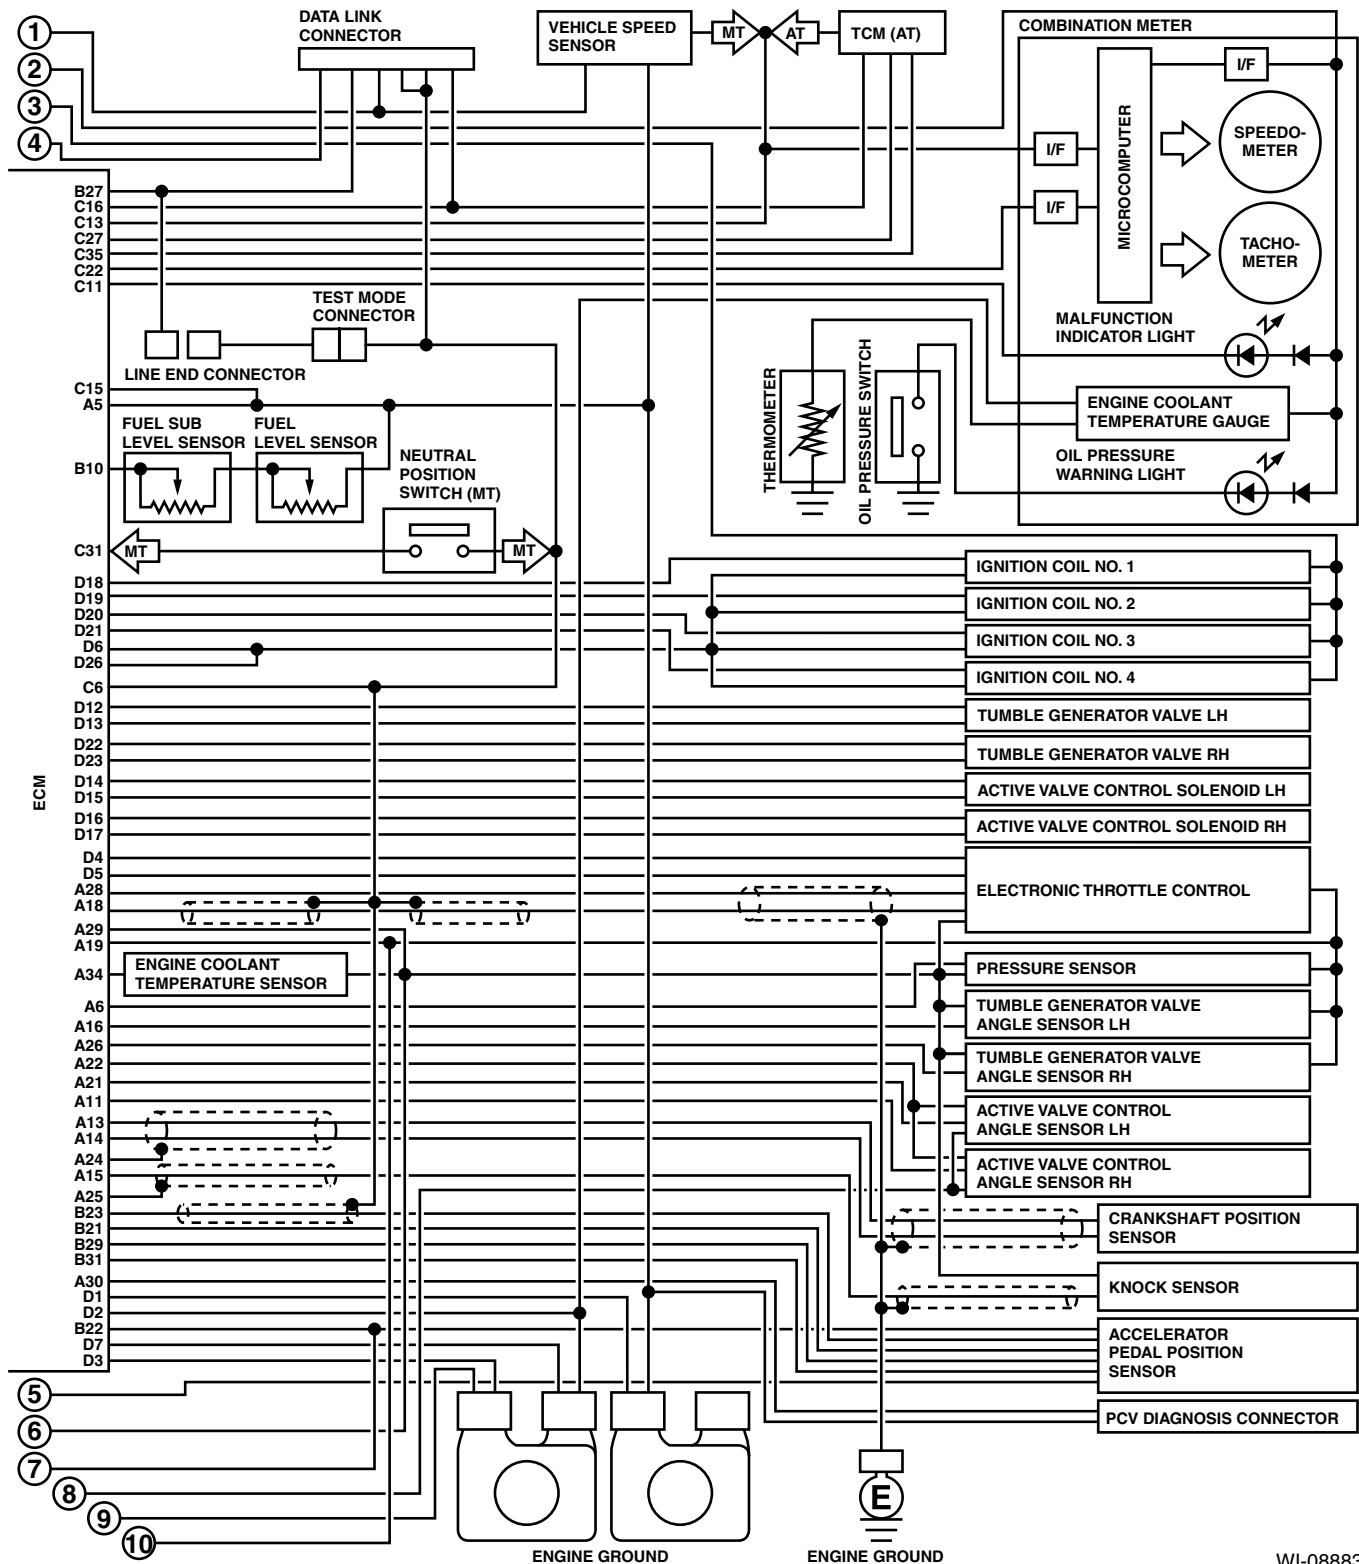 1
2
3
4
DATA LINK
CONNECTOR
VEHICLE SPEED
SENSOR
MT
AT
TCM (AT)
COMBINATION METER
I/F
I/F
I/F
MICROCOMPUTER
SPEEDO-
METER
TACHO-
METER
MALFUNCTION
INDICATOR LIGHT
ENGINE COOLANT
TEMPERATURE GAUGE
OIL PRESSURE
WARNING LIGHT
B27
C16
C13
C27
C35
C22
C11
TEST MODE
CONNECTOR
LINE END CONNECTOR
THERMOMETER
OIL PRESSURE SWITCH
C15
A5
FUEL SUB
LEVEL SENSOR
FUEL
LEVEL SENSOR
NEUTRAL
POSITION
SWITCH (MT)
B10
C31
MT
MT
D18
D19
D20
D21
D6
D26
C6
D12
D13
D22
D23
D14
D15
D16
D17
D4
D5
A28
A18
A29
A19
A34
ENGINE COOLANT
TEMPERATURE SENSOR
A6
A16
A26
A22
A21
A11
A13
A14
A24
A15
A25
B23
B21
B29
B31
A30
D1
D2
B22
D7
D3
ECM
IGNITION COIL NO. 1
IGNITION COIL NO. 2
IGNITION COIL NO. 3
IGNITION COIL NO. 4
TUMBLE GENERATOR VALVE LH
TUMBLE GENERATOR VALVE RH
ACTIVE VALVE CONTROL SOLENOID LH
ACTIVE VALVE CONTROL SOLENOID RH
ELECTRONIC THROTTLE CONTROL
PRESSURE SENSOR
TUMBLE GENERATOR VALVE
ANGLE SENSOR LH
TUMBLE GENERATOR VALVE
ANGLE SENSOR RH
ACTIVE VALVE CONTROL
ANGLE SENSOR LH
ACTIVE VALVE CONTROL
ANGLE SENSOR RH
CRANKSHAFT POSITION
SENSOR
KNOCK SENSOR
ACCELERATOR
PEDAL POSITION
SENSOR
PCV DIAGNOSIS CONNECTOR
5
6
7
8
9
10
E
ENGINE GROUND
ENGINE GROUND
WI-08883